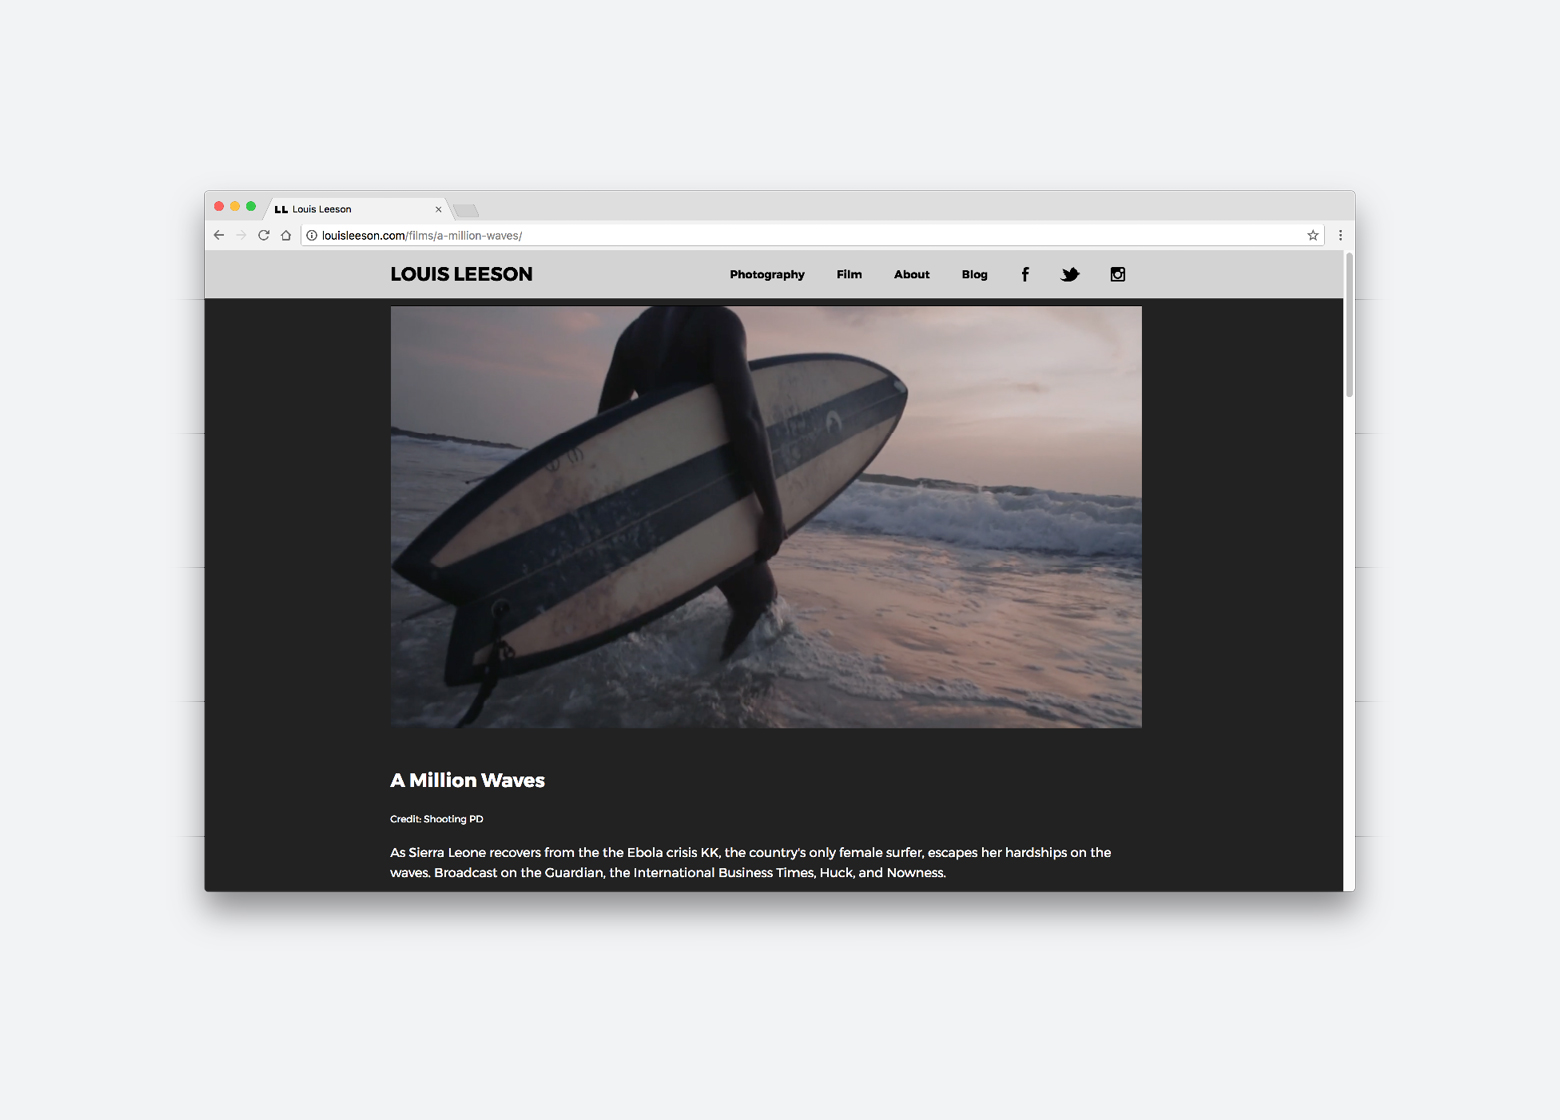 LL Louis Leeson
louisleeson.com/films/a-million-waves/
LOUIS LEESON Photography Film About Blog
A Million Waves
Credit: Shooting PD
As Sierra Leone recovers from the the Ebola crisis KK, the country's only female surfer, escapes her hardships on the
waves. Broadcast on the Guardian, the International Business Times, Huck, and Nowness.